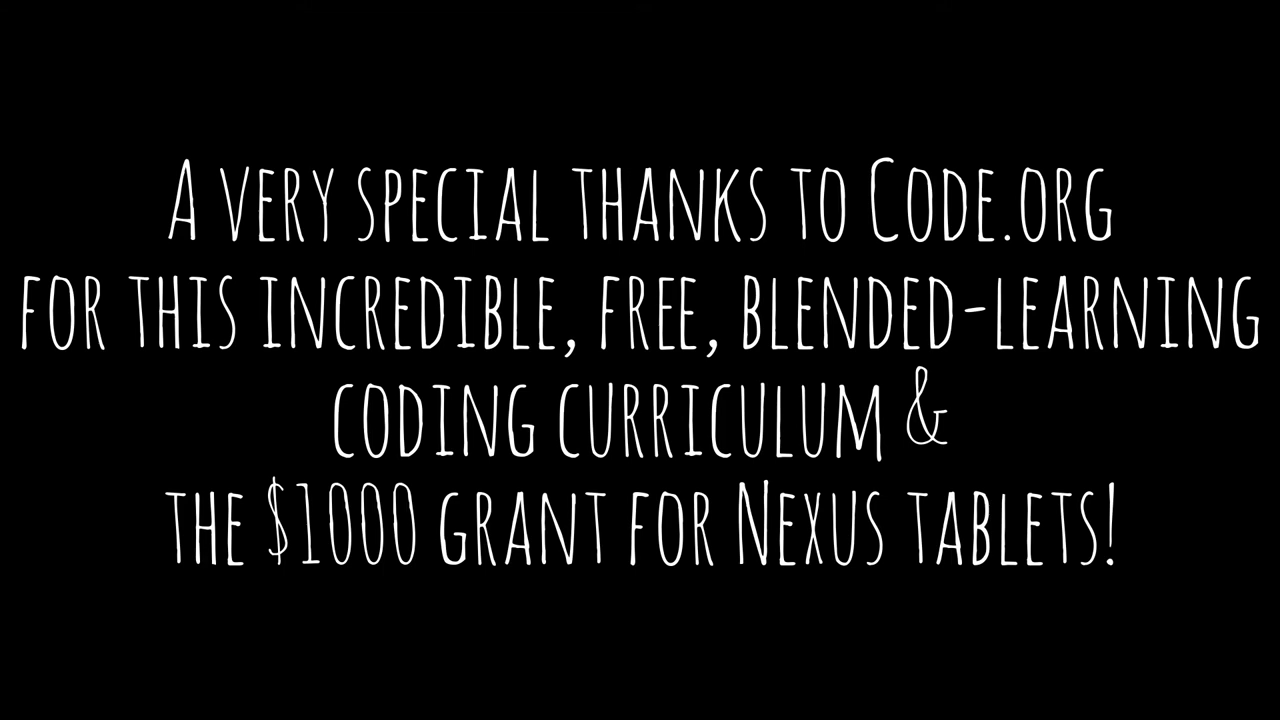 A very special thanks to Code.org
for this incredible, free, blended-learning
coding curriculum &
the $1000 grant for Nexus tablets!